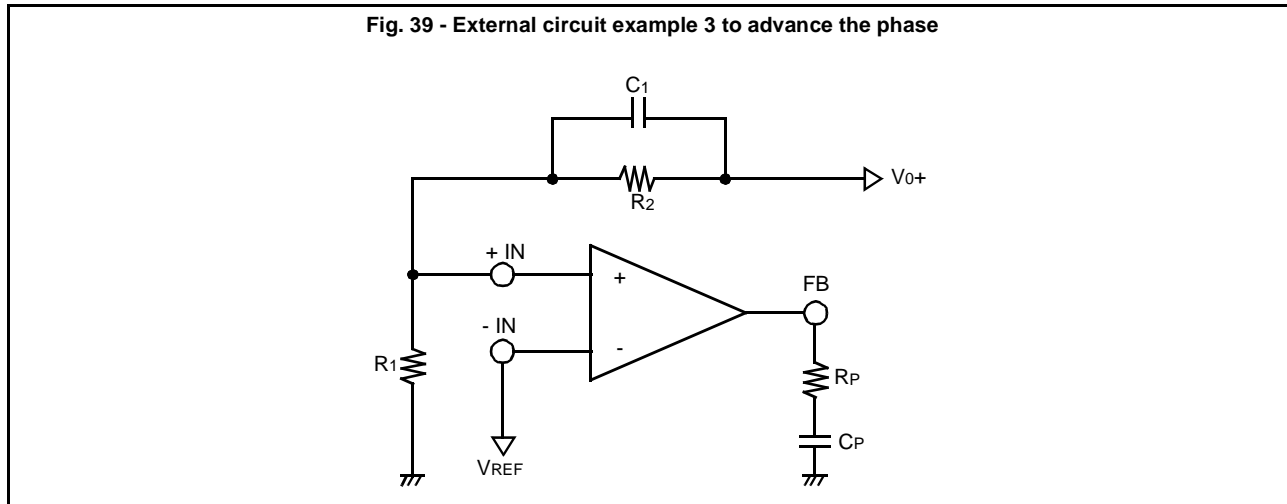 Fig. 39 - External circuit example 3 to advance the phase
C1
V0+
R2
+ IN
+
FB
- IN
-
R1
RP
CP
VREF